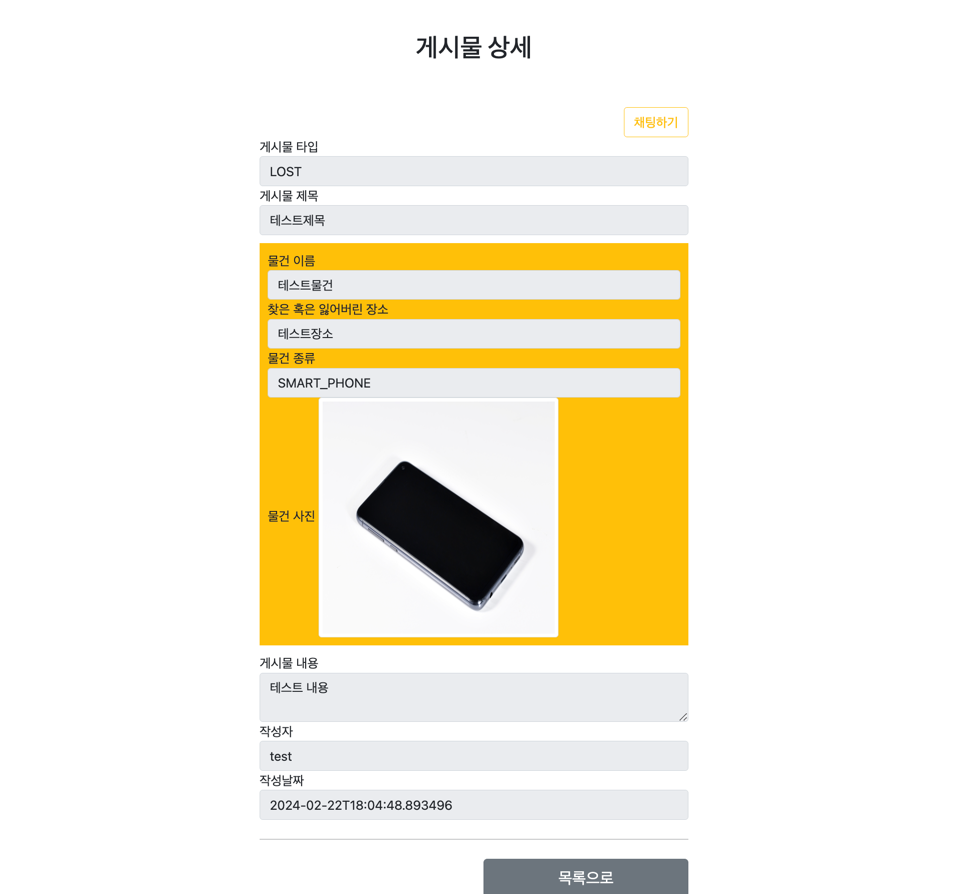 게시물 상세
채팅하기
게시물 타입
LOST
게시물 제목
테스트제목
물건 이름
테스트물건
찾은 혹은 잃어버린 장소
테스트장소
물건 종류
SMART_PHONE
물건 사진
게시물 내용
테스트 내용
작성자
test
작성날짜
2024-02-22T18:04:48.893496
목록으로